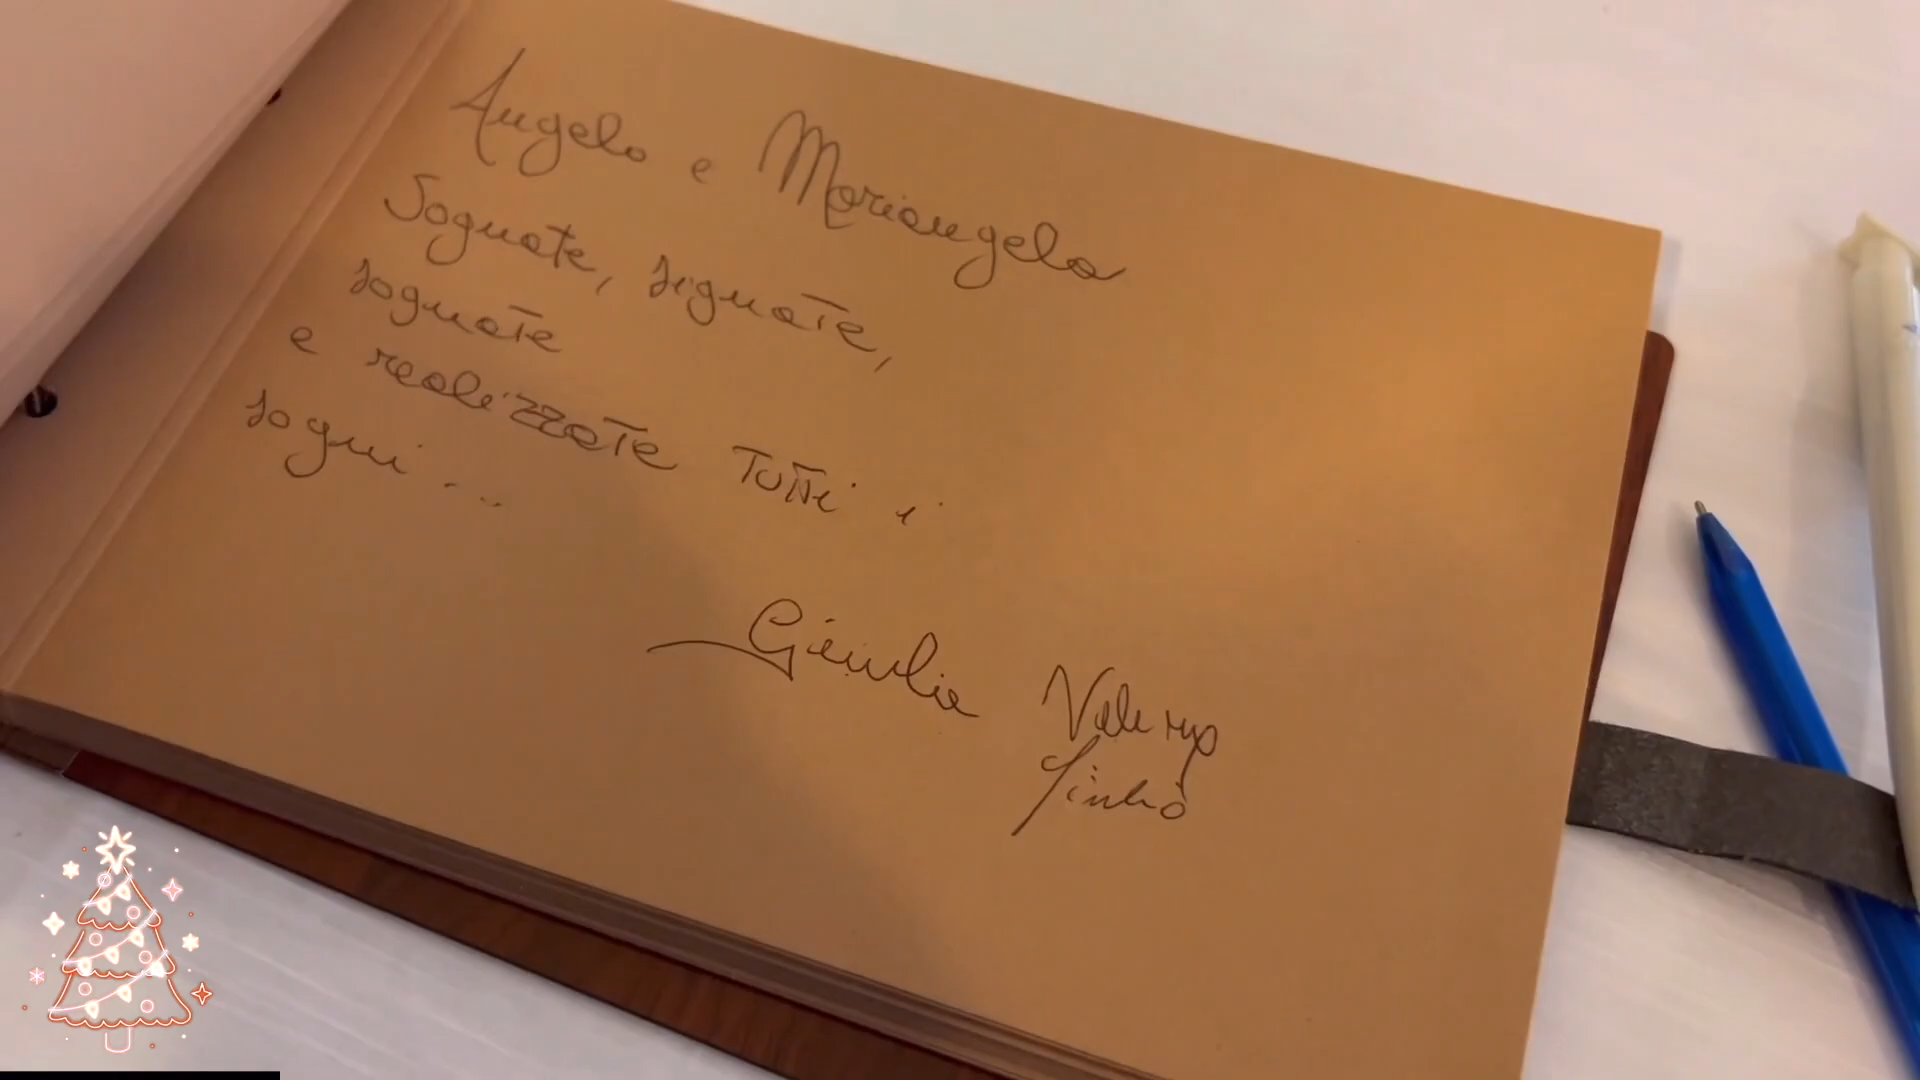 Angelo e Mariangela
Sognate, sognate,
sognate
e realizzate tutti i
sogni...
Giulia